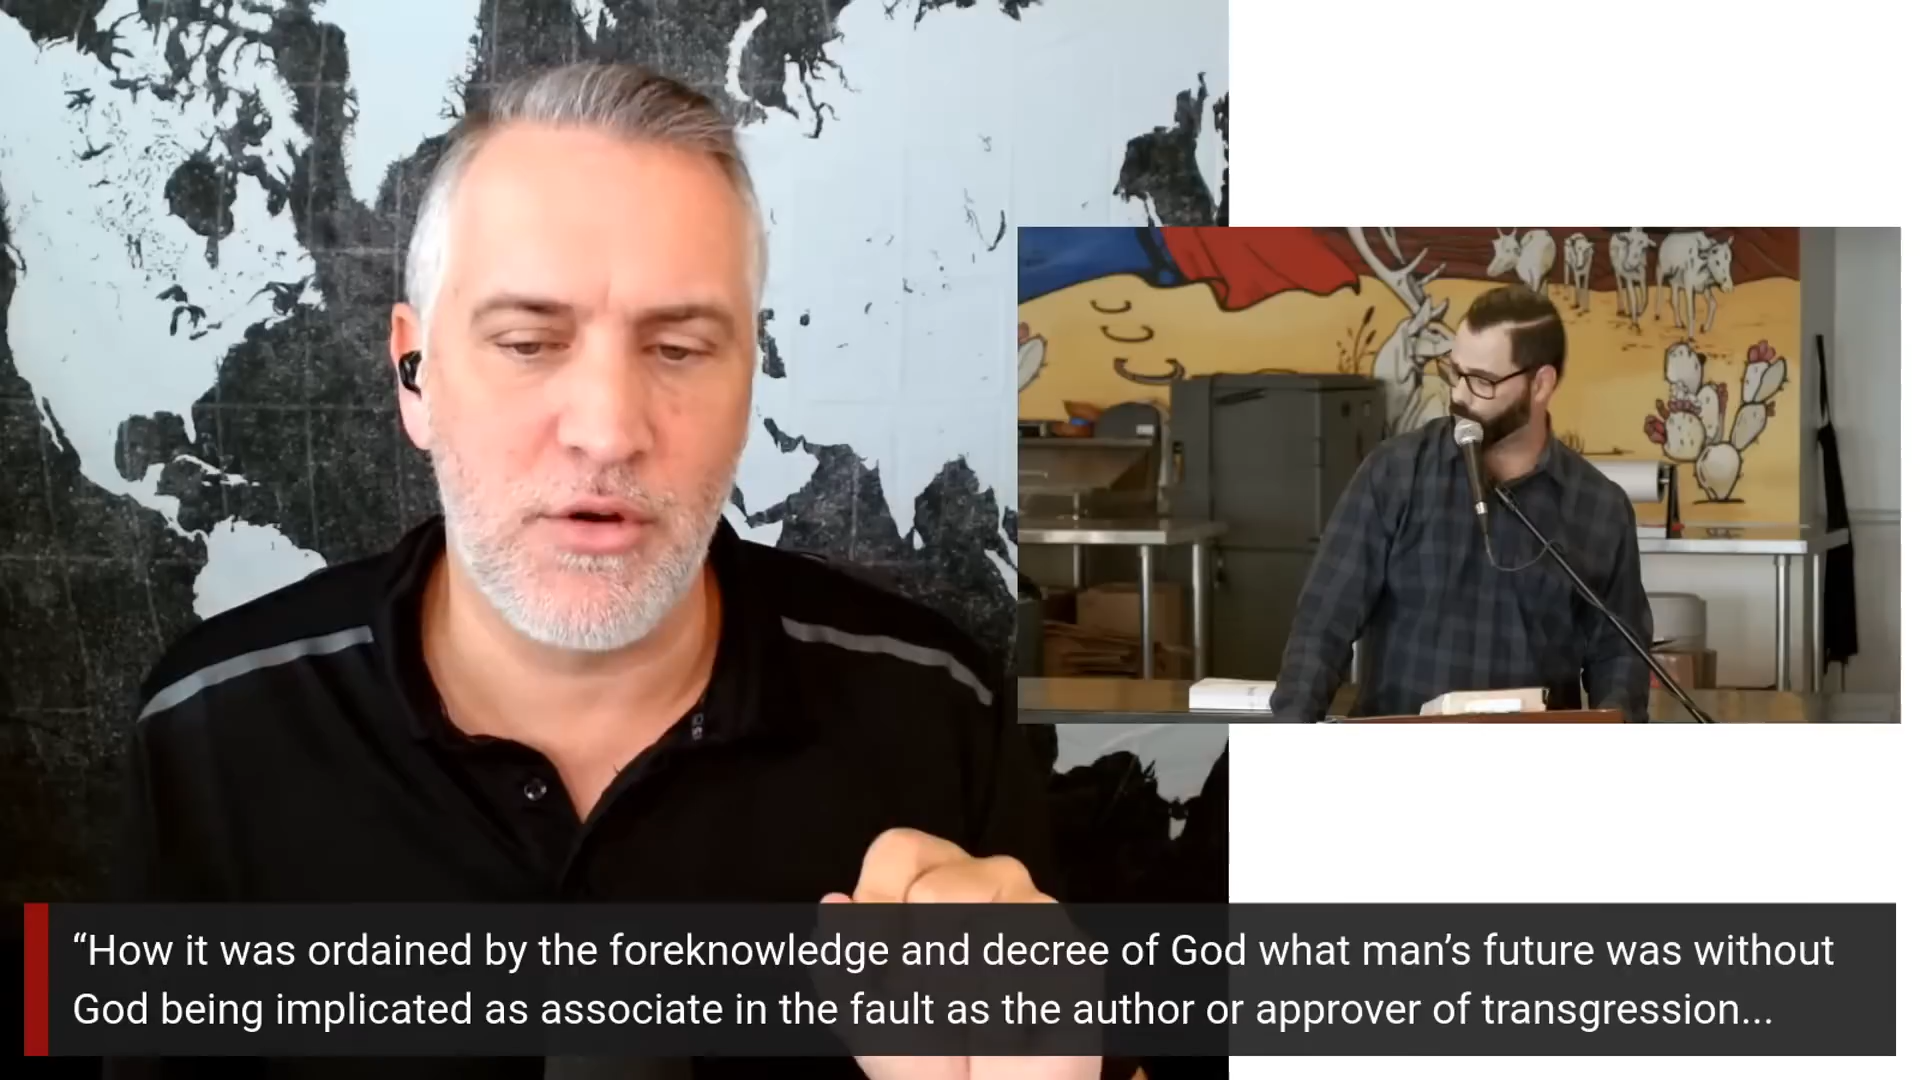 “How it was ordained by the foreknowledge and decree of God what man’s future was without
God being implicated as associate in the fault as the author or approver of transgression...